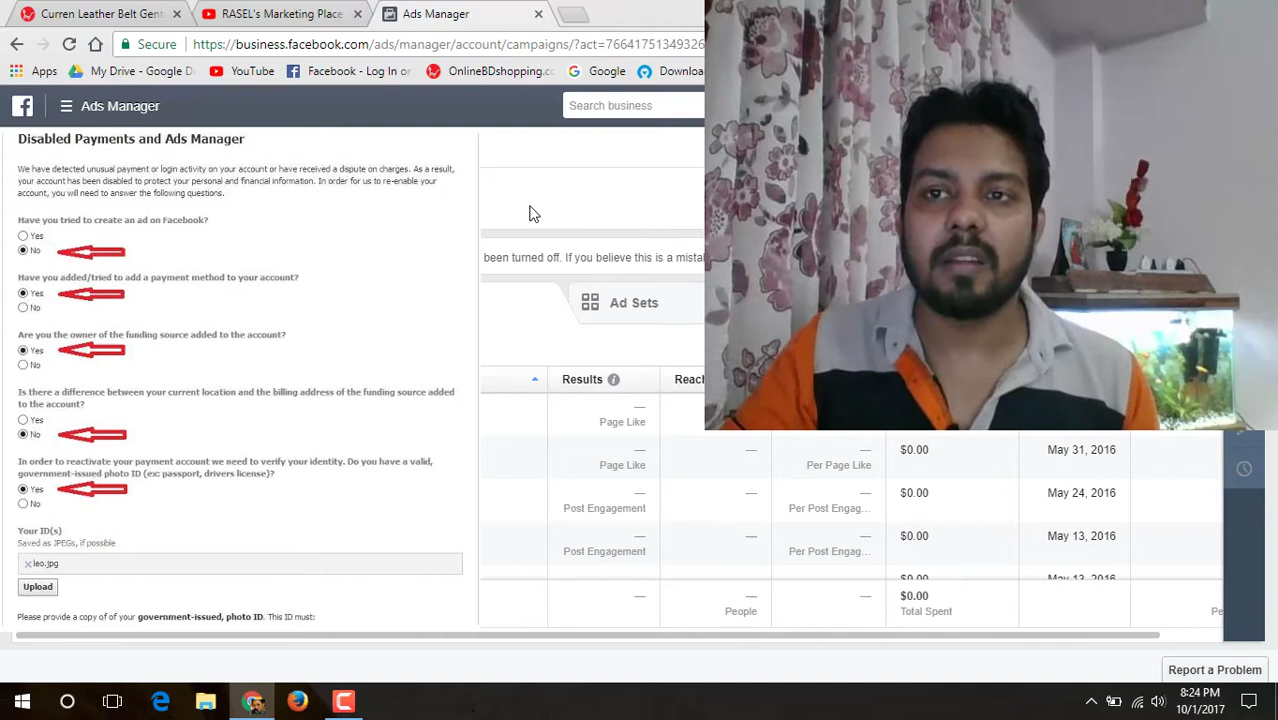 Curren Leather Belt Gents
RASEL's Marketing Place
Ads Manager
Secure
https://business.facebook.com/ads/manager/account/campaigns/?act=76641751349326
Apps
My Drive - Google Dr
YouTube
Facebook - Log In or
OnlineBDshopping.co
Google
Downloa
Ads Manager
Search business
Disabled Payments and Ads Manager
We have detected unusual payment or login activity on your account or have received a dispute on charges. As a result,
your account has been disabled to protect your personal and financial information. In order for us to re-enable your
account, you will need to answer the following questions.
Have you tried to create an ad on Facebook?
Yes
No
Have you added/tried to add a payment method to your account?
Yes
No
Are you the owner of the funding source added to the account?
Yes
No
Is there a difference between your current location and the billing address of the funding source added
to the account?
Yes
No
In order to reactivate your payment account we need to verify your identity. Do you have a valid,
government-issued photo ID (ex: passport, drivers license)?
Yes
No
Your ID(s)
Saved as JPEGs, if possible
leo.jpg
Upload
Please provide a copy of of your government-issued, photo ID. This ID must:
been turned off. If you believe this is a mista
Ad Sets
Results
Reach
—
Page Like
— — — $0.00 May 31, 2016
Page Like Per Page Like
— — — $0.00 May 24, 2016
Post Engagement Per Post Engag...
— — — $0.00 May 13, 2016
Post Engagement Per Post Engag...
$0.00 May 13, 2016
— — — $0.00
People Total Spent Pe
Report a Problem
8:24 PM
10/1/2017